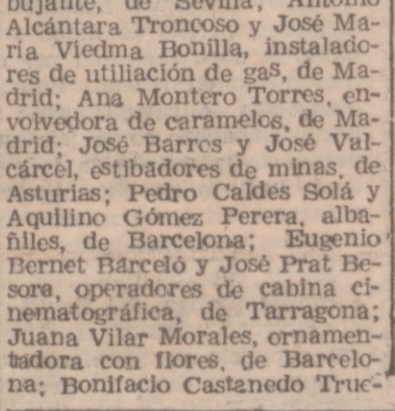 bujante, de Sevilla; Antonio
Alcántara Troncoso y José Ma-
ría Viedma Bonilla, instalado-
res de utiliación de gas, de Ma-
drid; Ana Montero Torres, en-
volvedora de caramelos, de Ma-
drid; José Barros y José Val-
cárcel, estibadores de minas, de
Asturias; Pedro Caldes Solá y
Aquilino Gómez Perera, alba-
ñiles, de Barcelona; Eugenio
Bernet Barceló y José Prat Be-
sora, operadores de cabina ci-
nematográfica, de Tarragona;
Juana Vilar Morales, ornamen-
tadora con flores, de Barcelo-
na; Bonifacio Castanedo True-